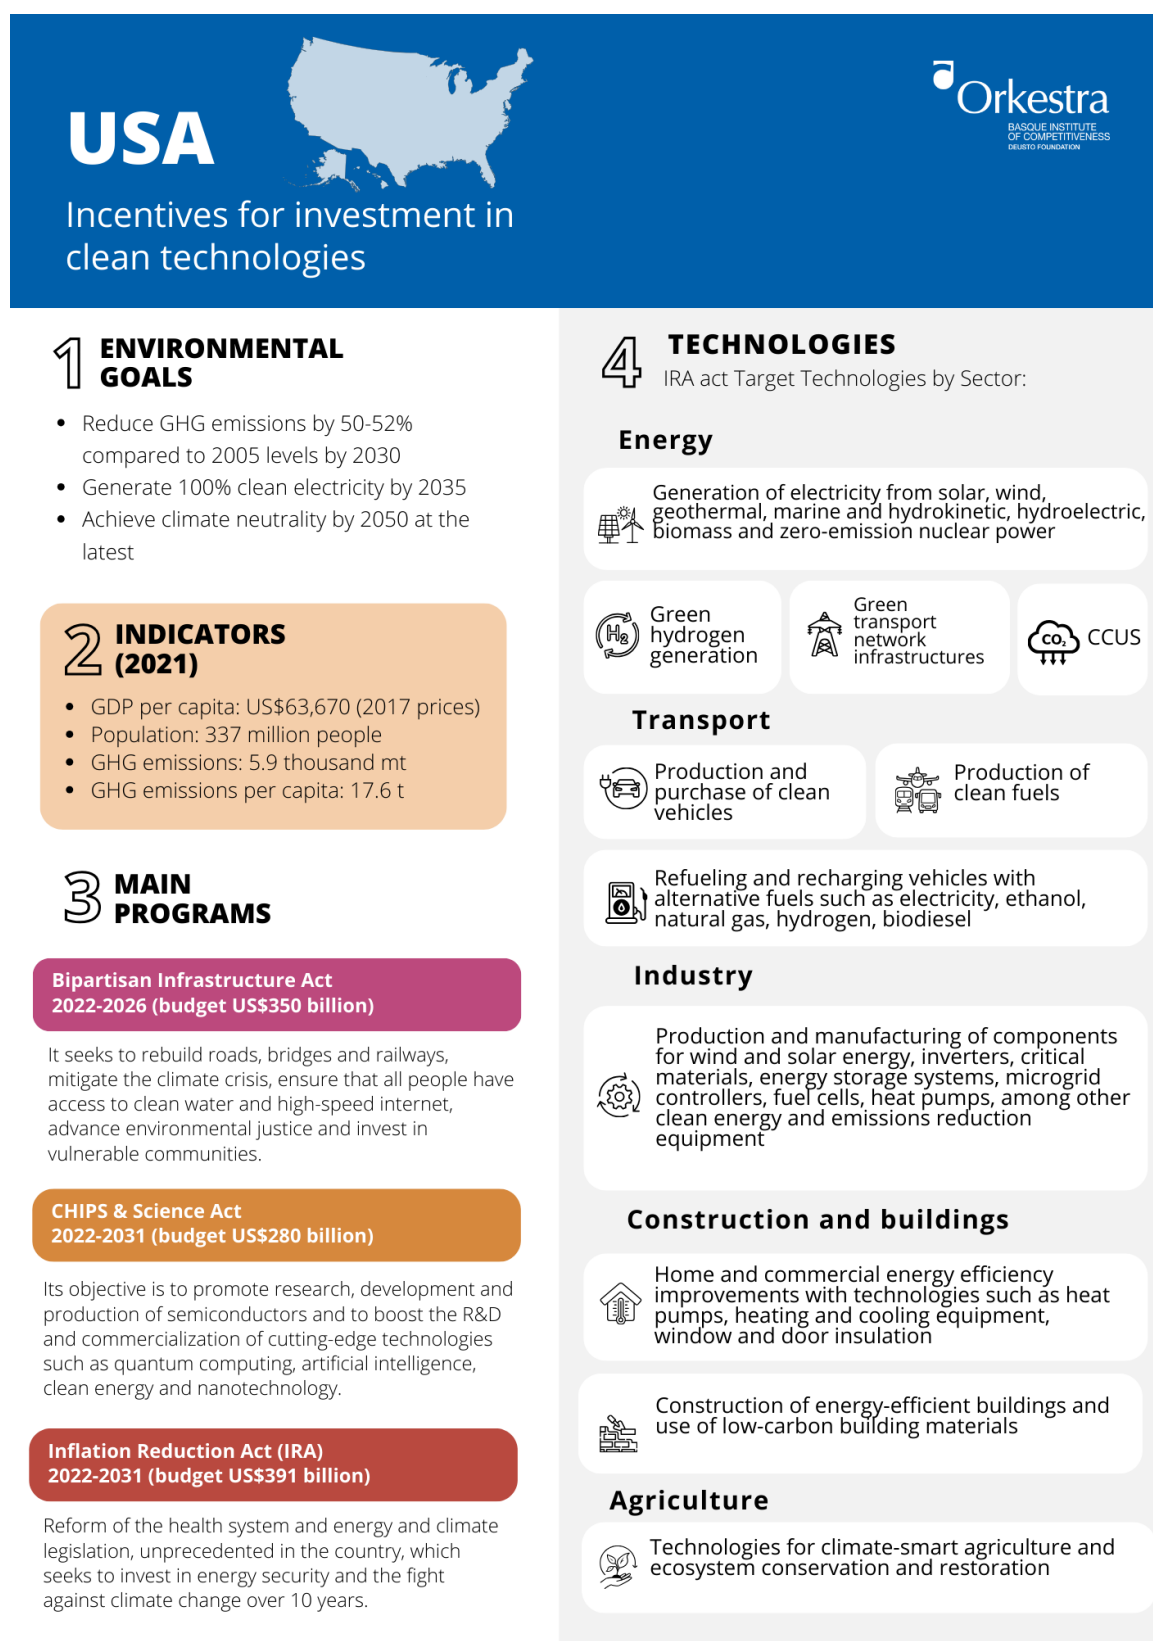 USA
Incentives for investment in
clean technologies
Orkestra
BASQUE INSTITUTE
OF COMPETITIVENESS
DEUSTO FOUNDATION
1 ENVIRONMENTAL
GOALS
• Reduce GHG emissions by 50-52%
compared to 2005 levels by 2030
• Generate 100% clean electricity by 2035
• Achieve climate neutrality by 2050 at the
latest
2 INDICATORS
(2021)
• GDP per capita: US$63,670 (2017 prices)
• Population: 337 million people
• GHG emissions: 5.9 thousand mt
• GHG emissions per capita: 17.6 t
3 MAIN
PROGRAMS
Bipartisan Infrastructure Act
2022-2026 (budget US$350 billion)
It seeks to rebuild roads, bridges and railways,
mitigate the climate crisis, ensure that all people have
access to clean water and high-speed internet,
advance environmental justice and invest in
vulnerable communities.
CHIPS & Science Act
2022-2031 (budget US$280 billion)
Its objective is to promote research, development and
production of semiconductors and to boost the R&D
and commercialization of cutting-edge technologies
such as quantum computing, artificial intelligence,
clean energy and nanotechnology.
Inflation Reduction Act (IRA)
2022-2031 (budget US$391 billion)
Reform of the health system and energy and climate
legislation, unprecedented in the country, which
seeks to invest in energy security and the fight
against climate change over 10 years.
4 TECHNOLOGIES
IRA act Target Technologies by Sector:
Energy
Generation of electricity from solar, wind,
geothermal, marine and hydrokinetic, hydroelectric,
biomass and zero-emission nuclear power
H2
Green
hydrogen
generation
Green
transport
network
infrastructures
CO2
CCUS
Transport
Production and
purchase of clean
vehicles
Production of
clean fuels
Refueling and recharging vehicles with
alternative fuels such as electricity, ethanol,
natural gas, hydrogen, biodiesel
Industry
Production and manufacturing of components
for wind and solar energy, inverters, critical
materials, energy storage systems, microgrid
controllers, fuel cells, heat pumps, among other
clean energy and emissions reduction
equipment
Construction and buildings
Home and commercial energy efficiency
improvements with technologies such as heat
pumps, heating and cooling equipment,
window and door insulation
Construction of energy-efficient buildings and
use of low-carbon building materials
Agriculture
Technologies for climate-smart agriculture and
ecosystem conservation and restoration